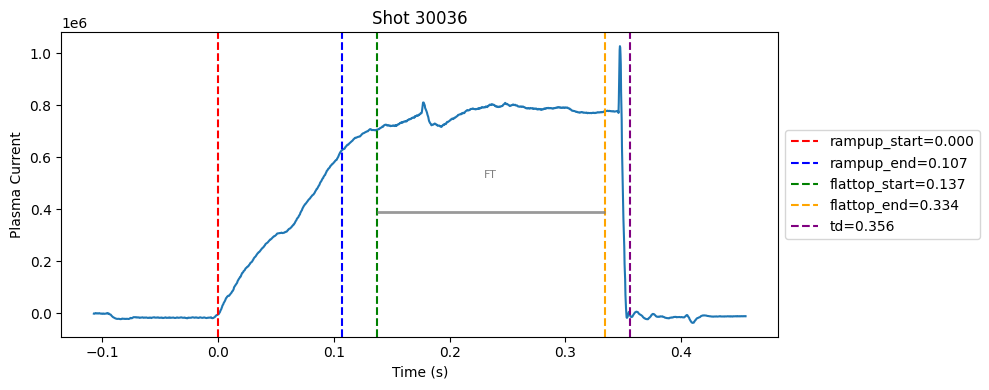 Shot 30036
1e6
1.0
0.8
0.6
0.4
0.2
0.0
Plasma Current
FT
−0.1 0.0 0.1 0.2 0.3 0.4
Time (s)
rampup_start=0.000
rampup_end=0.107
flattop_start=0.137
flattop_end=0.334
td=0.356